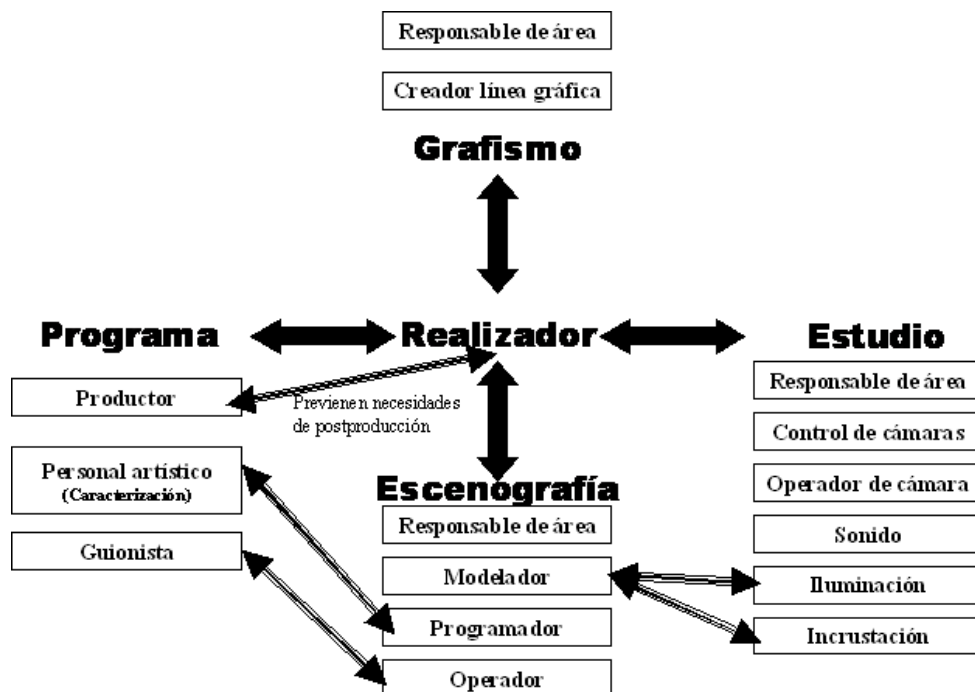 Responsable de área
Creador línea gráfica
Grafismo
Programa
Realizador
Estudio
Productor
Previenen necesidades
de postproducción
Personal artístico
(Caracterización)
Guionista
Escenografía
Responsable de área
Modelador
Programador
Operador
Responsable de área
Control de cámaras
Operador de cámara
Sonido
Iluminación
Incrustación